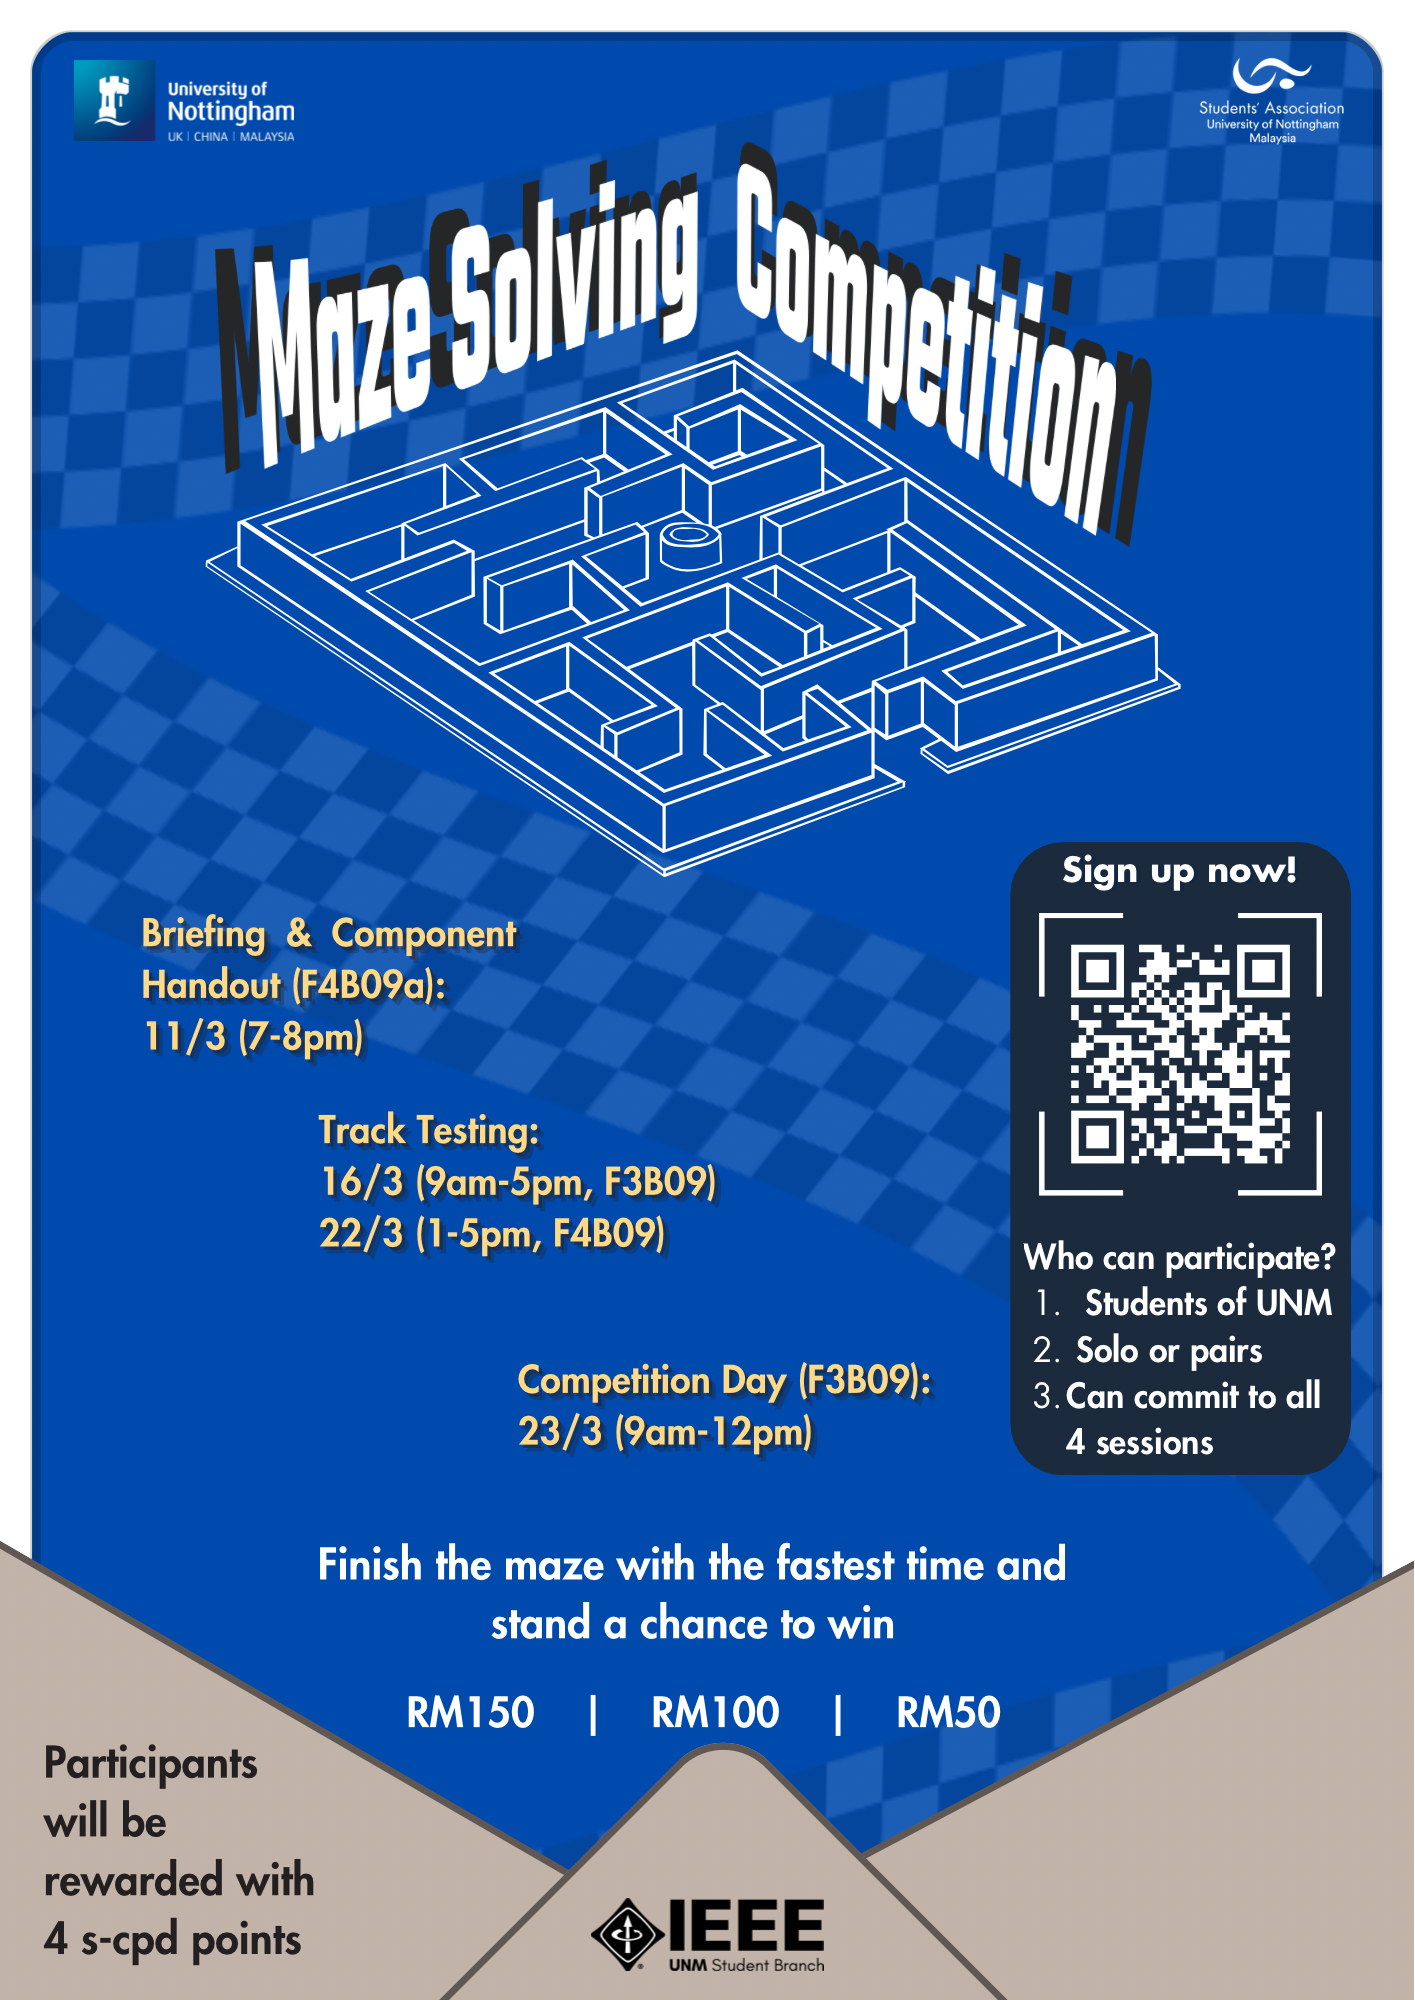 University of
Nottingham
UK | CHINA | MALAYSIA
Students' Association
University of Nottingham
Malaysia
Maze Solving Competition
Sign up now!
Briefing & Component
Handout (F4B09a):
11/3 (7-8pm)
Track Testing:
16/3 (9am-5pm, F3B09)
22/3 (1-5pm, F4B09)
Who can participate?
1. Students of UNM
2. Solo or pairs
3. Can commit to all
4 sessions
Competition Day (F3B09):
23/3 (9am-12pm)
Finish the maze with the fastest time and
stand a chance to win
RM150 | RM100 | RM50
Participants
will be
rewarded with
4 s-cpd points
IEEE
UNM Student Branch